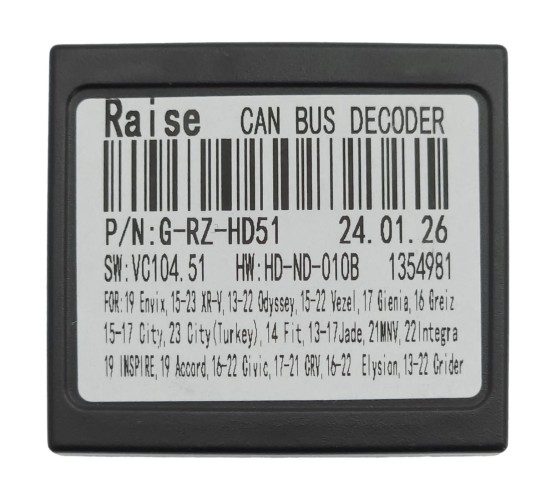 Raise CAN BUS DECODER
P/N:G-RZ-HD51 24.01.26
SW:VC104.51 HW:HD-ND-010B 1354981
FOR:19 Envix,15-23 XR-V,13-22 Odyssey,15-22 Vezel,17 Gienia,16 Greiz
15-17 City,23 City(Turkey),14 Fit,13-17Jade,21MNV,22Integra
19 INSPIRE,19 Accord,16-22 Civic,17-21 CRV,16-22 Elysion,13-22 Crider